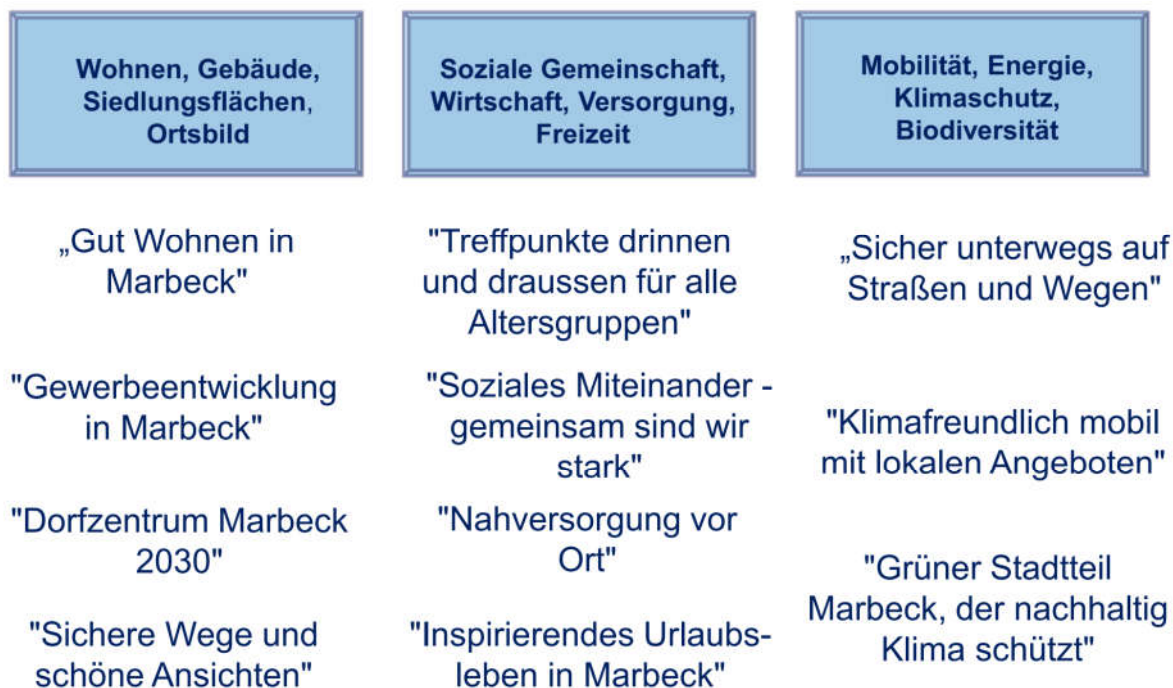 Wohnen, Gebäude,
Siedlungsflächen,
Ortsbild
„Gut Wohnen in
Marbeck"
"Gewerbeentwicklung
in Marbeck"
"Dorfzentrum Marbeck
2030"
"Sichere Wege und
schöne Ansichten"
Soziale Gemeinschaft,
Wirtschaft, Versorgung,
Freizeit
"Treffpunkte drinnen
und draussen für alle
Altersgruppen"
"Soziales Miteinander -
gemeinsam sind wir
stark"
"Nahversorgung vor
Ort"
"Inspirierendes Urlaubs-
leben in Marbeck"
Mobilität, Energie,
Klimaschutz,
Biodiversität
„Sicher unterwegs auf
Straßen und Wegen"
"Klimafreundlich mobil
mit lokalen Angeboten"
"Grüner Stadtteil
Marbeck, der nachhaltig
Klima schützt"